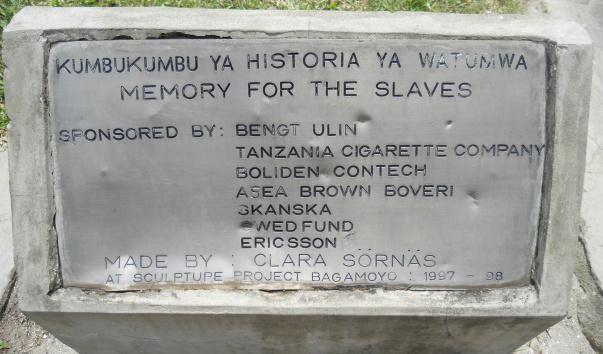 KUMBUKUMBU YA HISTORIA YA WATUMWA
MEMORY FOR THE SLAVES
SPONSORED BY: BENGT ULIN
TANZANIA CIGARETTE COMPANY
BOLIDEN CONTECH
ASEA BROWN BOVERI
SKANSKA
SWEDFUND
ERICSSON
MADE BY : CLARA SÖRNÄS
AT SCULPTURE PROJECT BAGAMOYO : 1997 - 98